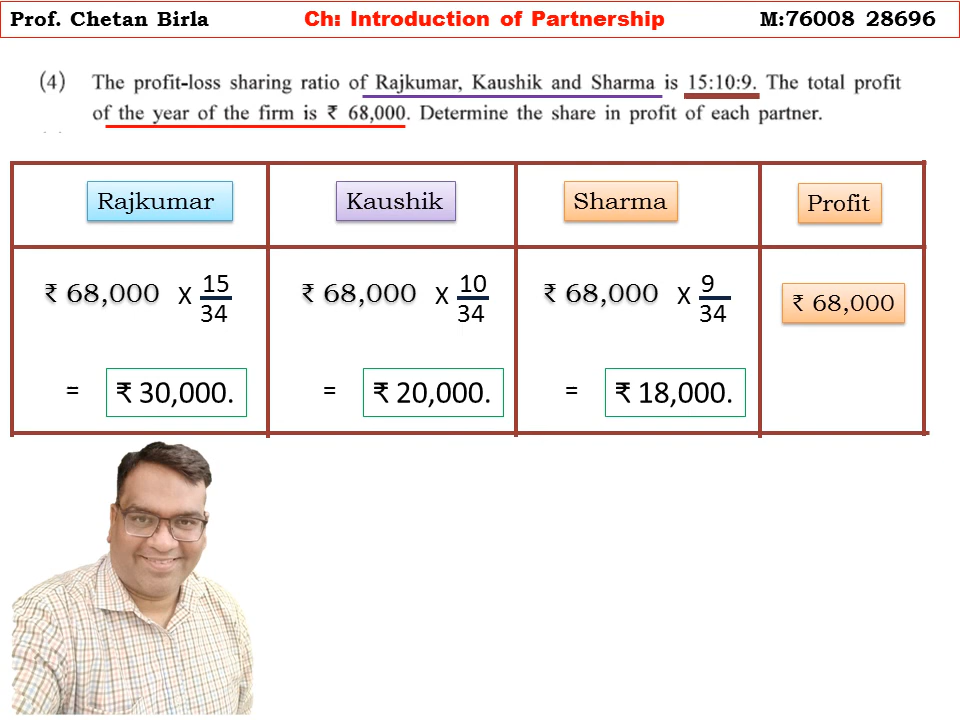 Prof. Chetan Birla Ch: Introduction of Partnership M:76008 28696
(4) The profit-loss sharing ratio of Rajkumar, Kaushik and Sharma is 15:10:9. The total profit
of the year of the firm is ₹ 68,000. Determine the share in profit of each partner.
Rajkumar Kaushik Sharma Profit
₹ 68,000 X 15/34 ₹ 68,000 X 10/34 ₹ 68,000 X 9/34 ₹ 68,000
= ₹ 30,000. = ₹ 20,000. = ₹ 18,000.